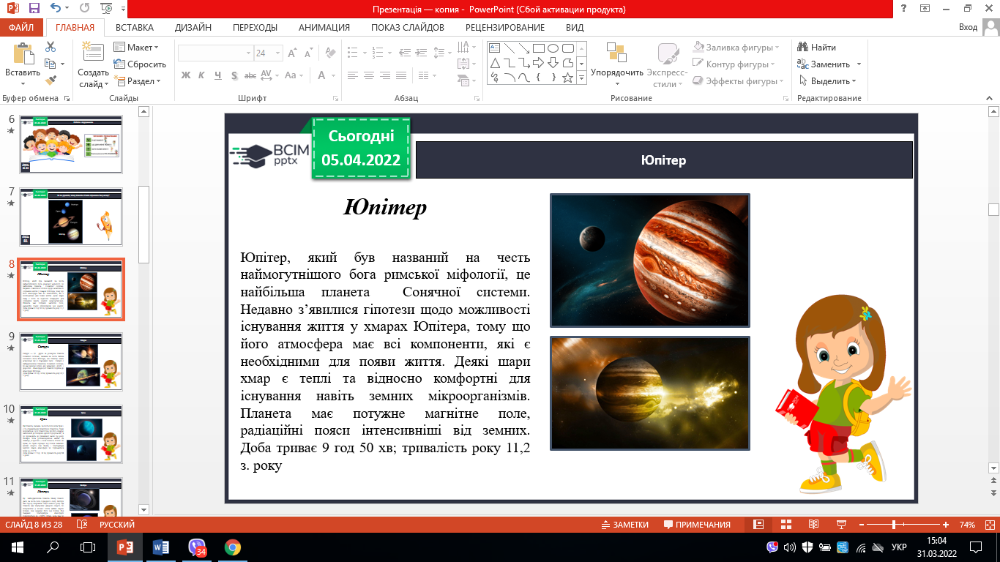 Презентація — копия - PowerPoint (Сбой активации продукта)
ФАЙЛ ГЛАВНАЯ ВСТАВКА ДИЗАЙН ПЕРЕХОДЫ АНИМАЦИЯ ПОКАЗ СЛАЙДОВ РЕЦЕНЗИРОВАНИЕ ВИД Вход
Вставить
Буфер обмена
Создать слайд
Макет
Сбросить
Раздел
Слайды
24
Ж К Ч S abc AV Aa A
Шрифт
Абзац
Упорядочить
Экспресс-стили
Заливка фигуры
Контур фигуры
Эффекты фигуры
Рисование
Найти
Заменить
Выделить
Редактирование
6
7
8
9
10
11
Сьогодні
05.04.2022
BCIM
pptx
Юпітер
Юпітер
Юпітер, який був названий на честь
наймогутнішого бога римської міфології, це
найбільша планета Сонячної системи.
Недавно з’явилися гіпотези щодо можливості
існування життя у хмарах Юпітера, тому що
його атмосфера має всі компоненти, які є
необхідними для появи життя. Деякі шари
хмар є теплі та відносно комфортні для
існування навіть земних мікроорганізмів.
Планета має потужне магнітне поле,
радіаційні пояси інтенсивніші від земних.
Доба триває 9 год 50 хв; тривалість року 11,2
з. року
СЛАЙД 8 ИЗ 28 РУССКИЙ ЗАМЕТКИ ПРИМЕЧАНИЯ 74%
34
УКР
15:04
31.03.2022